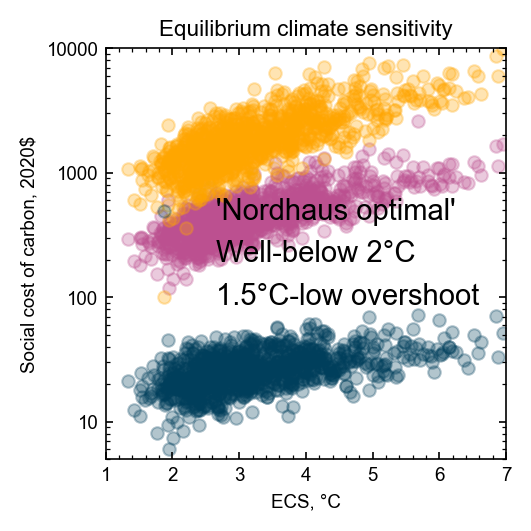 Equilibrium climate sensitivity
10000
1000
100
10
Social cost of carbon, 2020$
'Nordhaus optimal'
Well-below 2°C
1.5°C-low overshoot
1 2 3 4 5 6 7
ECS, °C